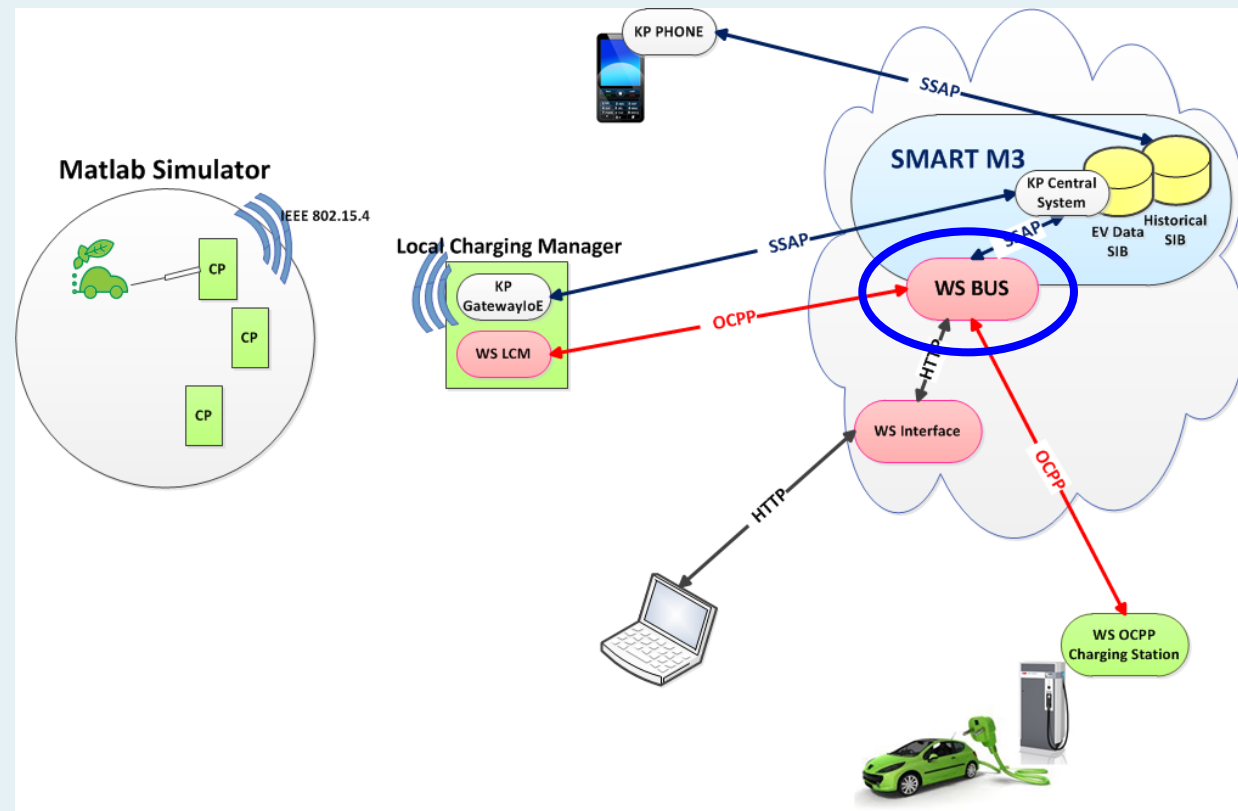 KP PHONE
SSAP
SMART M3
KP Central
System
EV Data
SIB
Historical
SIB
SSAP
Matlab Simulator
IEEE 802.15.4
CP
CP
CP
Local Charging Manager
KP
GatewayIoE
WS LCM
SSAP
OCPP
WS BUS
HTTP
WS Interface
HTTP
OCPP
WS OCPP
Charging Station